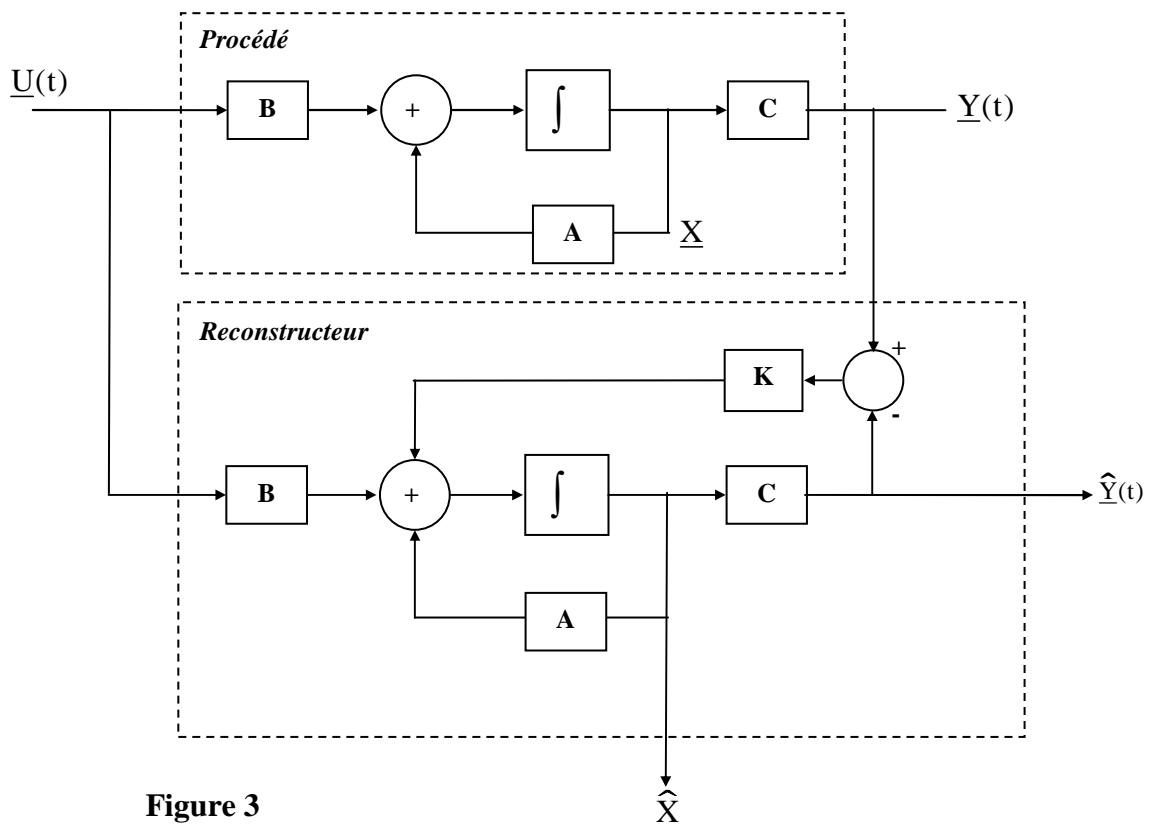 Procédé
U(t)
B
+
∫
C
Y(t)
A
X
Reconstructeur
+
K
-
B
+
∫
C
Ŷ(t)
A
Figure 3
X̂